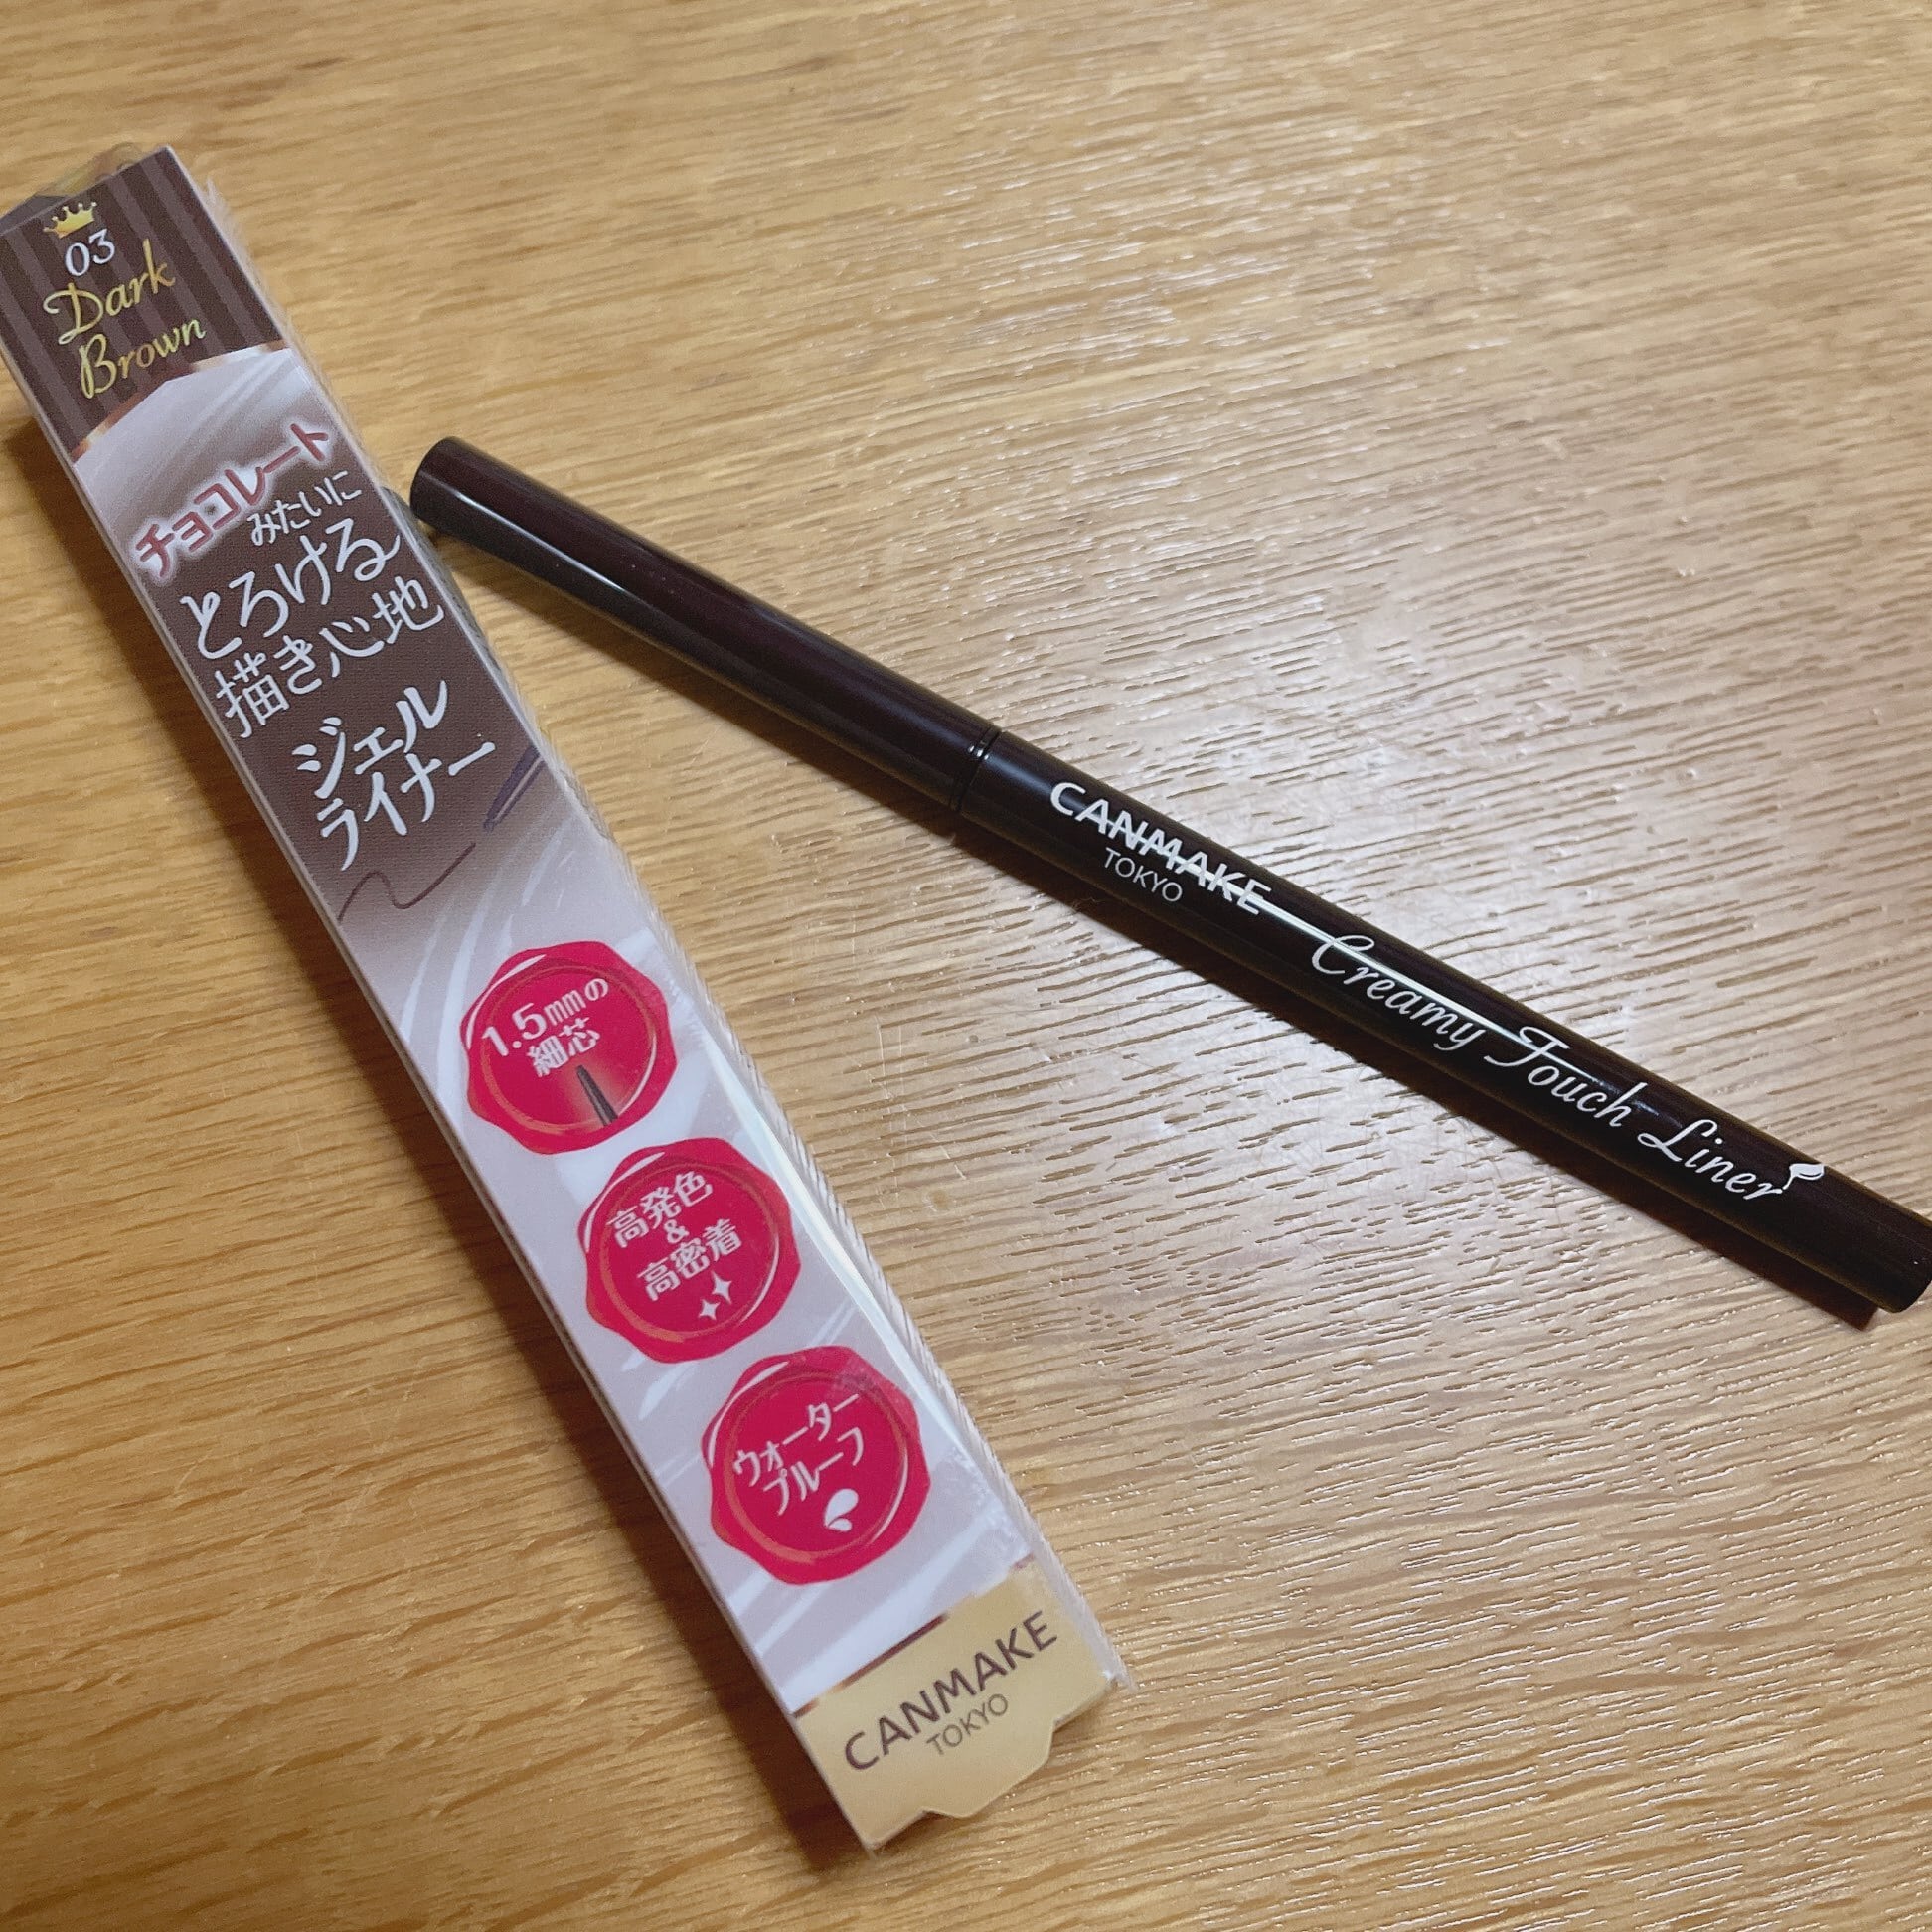 03
Dark
Brown
チョコレート
みたいに
とろける
描き心地
ジェル
ライナー
1.5mmの
細芯
高発色
&
高密着
ウォーター
プルーフ
CANMAKE
TOKYO
CANMAKE
TOKYO
Creamy Touch Liner